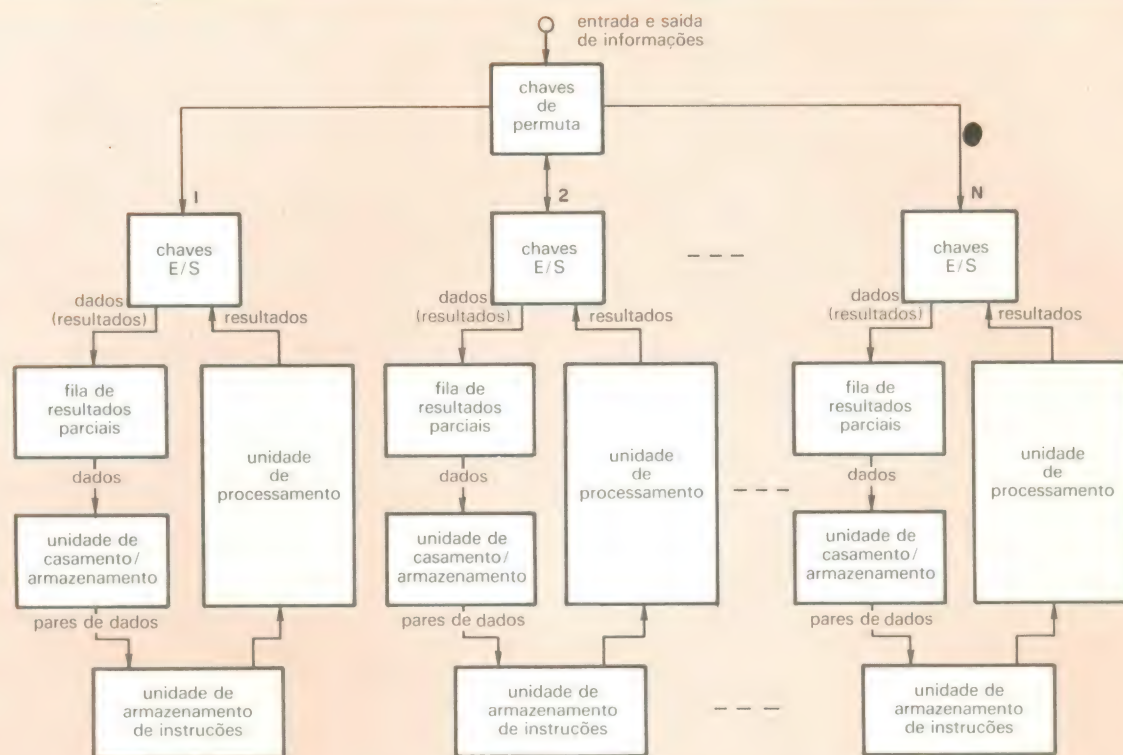 entrada e saida
de informações
chaves
de
permuta
1
2
N
chaves
E/S
chaves
E/S
chaves
E/S
dados
(resultados)
resultados
dados
(resultados)
resultados
dados
(resultados)
resultados
fila de
resultados
parciais
unidade
de
processamento
fila de
resultados
parciais
unidade
de
processamento
fila de
resultados
parciais
unidade
de
processamento
dados
dados
dados
unidade de
casamento/
armazenamento
unidade de
casamento/
armazenamento
unidade de
casamento/
armazenamento
pares de dados
pares de dados
pares de dados
unidade de
armazenamento
de instrucões
unidade de
armazenamento
de instrucões
unidade de
armazenamento
de instrucões